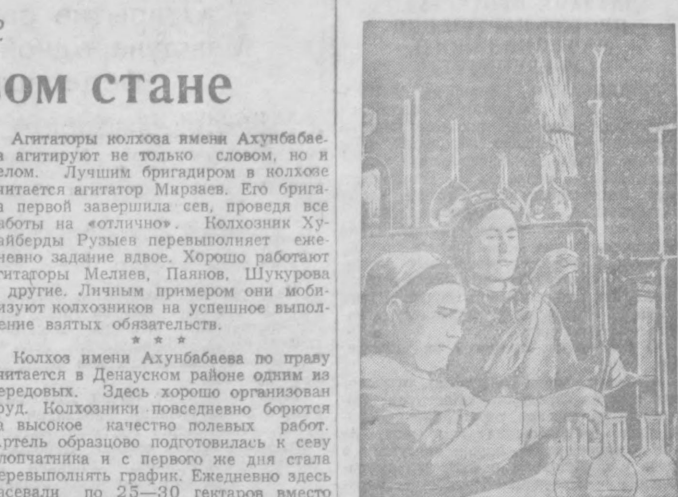 ом стане
Агитаторы колхоза имени Ахунбабае-
а агитируют не только словом, но и
елом. Лучшим бригадиром в колхозе
читается агитатор Мирзаев. Его брига-
а первой завершила сев, проведя все
аботы на «отлично». Колхозник Ху-
айберды Рузыев перевыполняет еже-
невно задание вдвое. Хорошо работают
гитаторы Мелиев, Паянов, Шукурова
другие. Личным примером они моби-
изуют колхозников на успешное выпол-
ение взятых обязательств.
* * *
Колхоз имени Ахунбабаева по праву
читается в Денауском районе одним из
ередовых. Здесь хорошо организован
руд. Колхозники повседневно борются
а высокое качество полевых работ.
ртель образцово подготовилась к севу
лопчатника и с первого же дня стала
еревыполнять график. Ежедневно здесь
асевали по 25—30 гектаров вместо